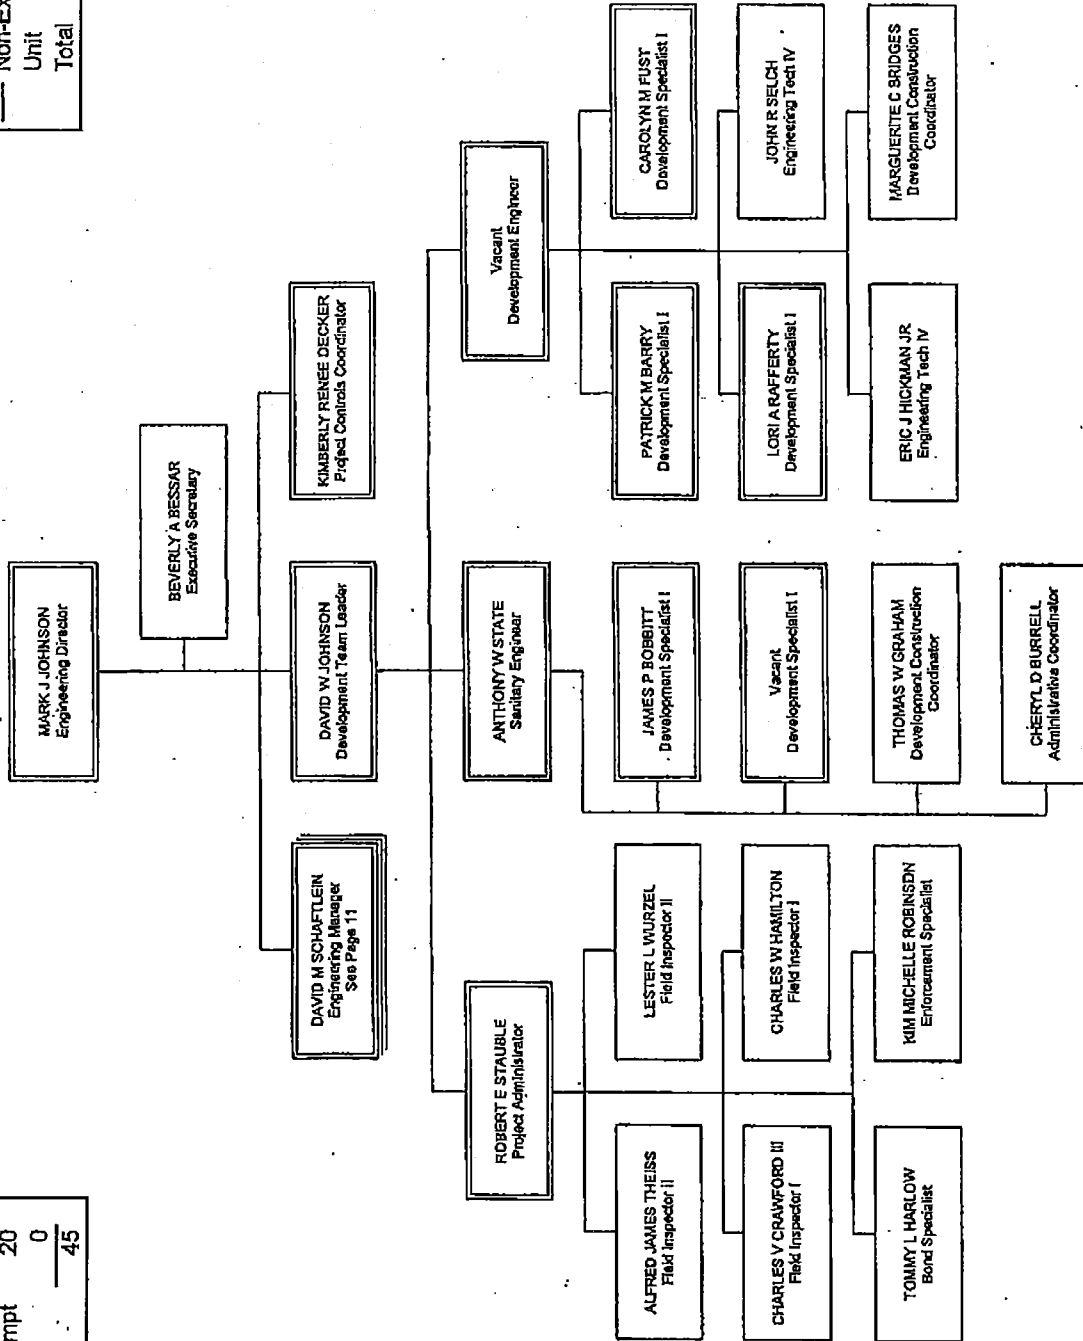 mpt 20
0
45
Non-Ex
Unit
Total
MARK J JOHNSON
Engineering Director
BEVERLY A BESSAR
Executive Secretary
DAVID M SCHAFTLEIN
Engineering Manager
See Page 11
DAVID W JOHNSON
Development Team Leader
KIMBERLY RENEE DECKER
Project Controls Coordinator
ROBERT E STAUBLE
Project Administrator
ANTHONY W STATE
Sanitary Engineer
Vacant
Development Engineer
ALFRED JAMES THEISS
Field Inspector II
LESTER L WURZEL
Field Inspector II
JAMES P BOBBITT
Development Specialist I
PATRICK M BARRY
Development Specialist I
CAROLYN M FUST
Development Specialist I
CHARLES V CRAWFORD III
Field Inspector I
CHARLES W HAMILTON
Field Inspector I
Vacant
Development Specialist I
LORI A RAFFERTY
Development Specialist I
JOHN R SELCH
Engineering Tech IV
TOMMY L HARLOW
Bond Specialist
KIM MICHELLE ROBINSON
Enforcement Specialist
THOMAS W GRAHAM
Development Construction
Coordinator
ERIC J HICKMAN JR
Engineering Tech IV
MARGUERITE C BRIDGES
Development Construction
Coordinator
CHERYL D BURRELL
Administrative Coordinator